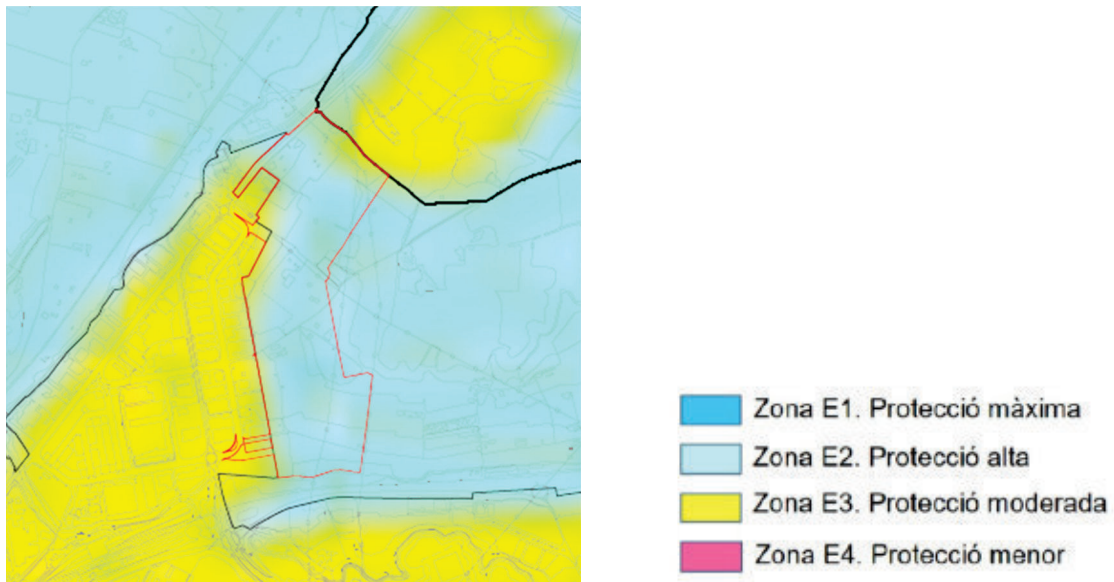 Zona E1. Protecció màxima
Zona E2. Protecció alta
Zona E3. Protecció moderada
Zona E4. Protecció menor